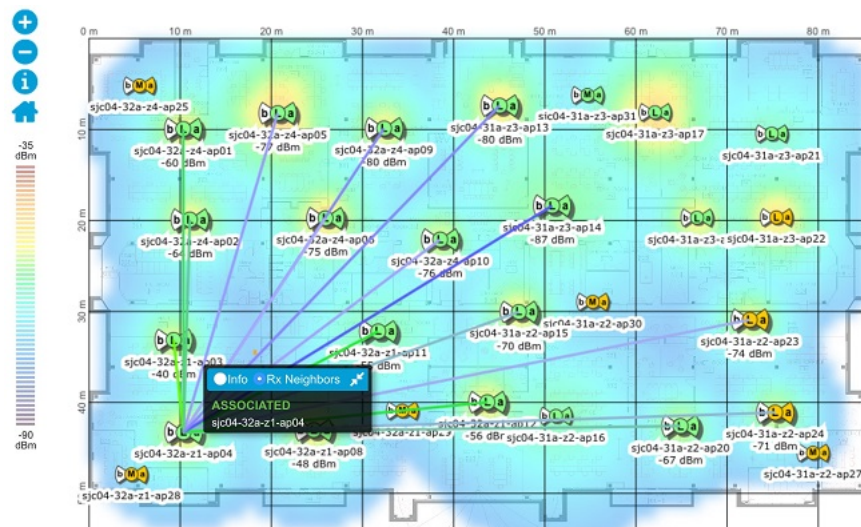 0 m 10 m 20 m 30 m 40 m 50 m 60 m 70 m 80 m
b M a
sjc04-32a-z4-ap25
b L a
sjc04-32a-z4-ap01
-60 dBm
b L a
sjc04-32a-z4-ap05
b L a
sjc04-32a-z4-ap09
-80 dBm
b L a
sjc04-31a-z3-ap13
-80 dBm
b M a
sjc04-31a-z3-ap31
b L a
sjc04-31a-z3-ap17
b L a
sjc04-31a-z3-ap21
-35
dBm
10 m
20 m
b L a
sjc04-32a-z4-ap02
b L a
-75 dBm
b L a
sjc04-32a-z4-ap10
-76 dBm
b L a
sjc04-31a-z3-ap14
-87 dBm
b L a
b L a
sjc04-31a-z3-ap22
30 m
b L a
sjc04-32a-z1-ap03
-40 dBm
b L a
sjc04-32a-z1-ap11
b L a
sjc04-31a-z2-ap15
-70 dBm
b M a
sjc04-31a-z2-ap30
b L a
sjc04-31a-z2-ap23
-74 dBm
Info Rx Neighbors
ASSOCIATED
sjc04-32a-z1-ap04
40 m
-90
dBm
b L a
sjc04-32a-z1-ap04
sjc04-32a-z1-ap08
-48 dBm
b M a
b L a
-56 dBm
b L a
sjc04-31a-z2-ap16
b L a
sjc04-31a-z2-ap20
-67 dBm
b L a
sjc04-31a-z2-ap24
-71 dBm
b M a
sjc04-32a-z1-ap28
b M a
sjc04-31a-z2-ap27